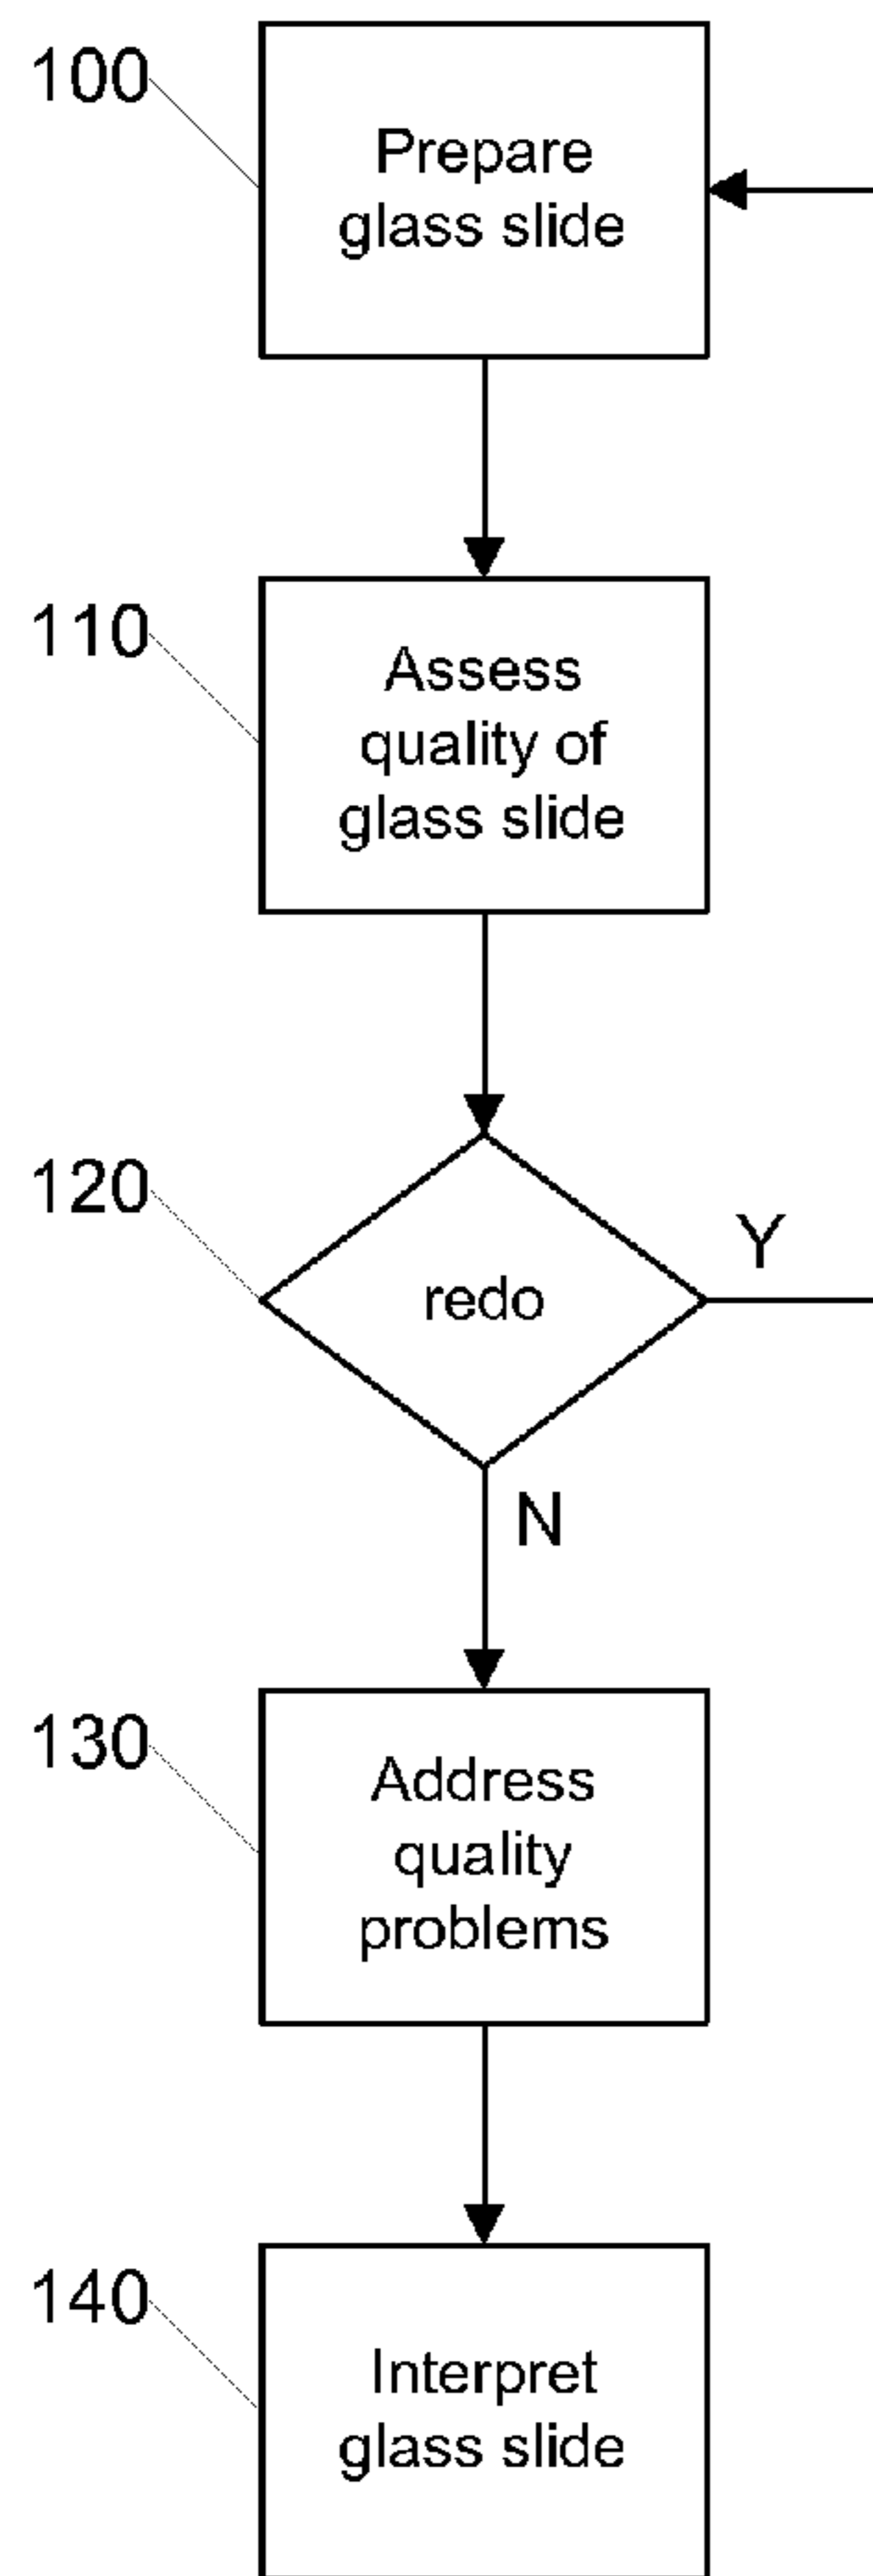 100
Prepare
glass slide
110
Assess
quality of
glass slide
120
redo
Y
N
130
Address
quality
problems
140
Interpret
glass slide